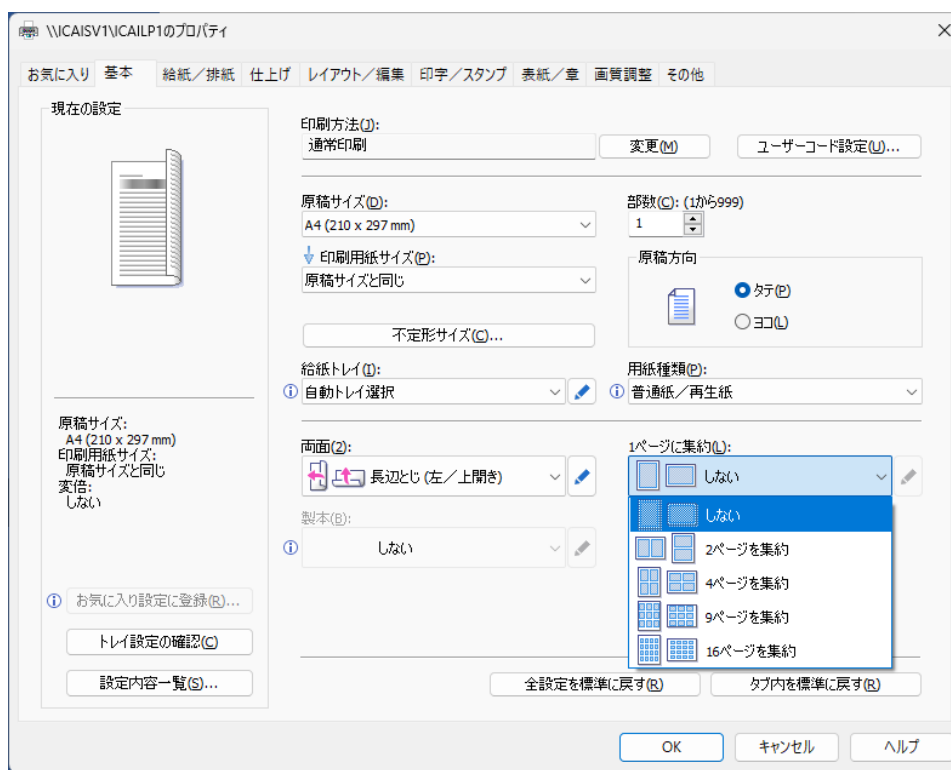 \\ICAISV1\ICAILP1のプロパティ
お気に入り 基本 給紙／排紙 仕上げ レイアウト／編集 印字／スタンプ 表紙／章 画質調整 その他
現在の設定
原稿サイズ:
A4 (210 x 297 mm)
印刷用紙サイズ:
原稿サイズと同じ
変倍:
しない
お気に入り設定に登録(R)...
トレイ設定の確認(C)
設定内容一覧(S)...
印刷方法(J):
通常印刷
変更(M)
ユーザーコード設定(U)...
原稿サイズ(D):
A4 (210 x 297 mm)
部数(C): (1から999)
1
印刷用紙サイズ(P):
原稿サイズと同じ
原稿方向
タテ(P)
ヨコ(L)
不定形サイズ(C)...
給紙トレイ(I):
自動トレイ選択
用紙種類(P):
普通紙／再生紙
両面(2):
長辺とじ (左／上開き)
1ページに集約(L):
しない
製本(B):
しない
しない
2ページを集約
4ページを集約
9ページを集約
16ページを集約
全設定を標準に戻す(R)
タブ内を標準に戻す(R)
OK
キャンセル
ヘルプ